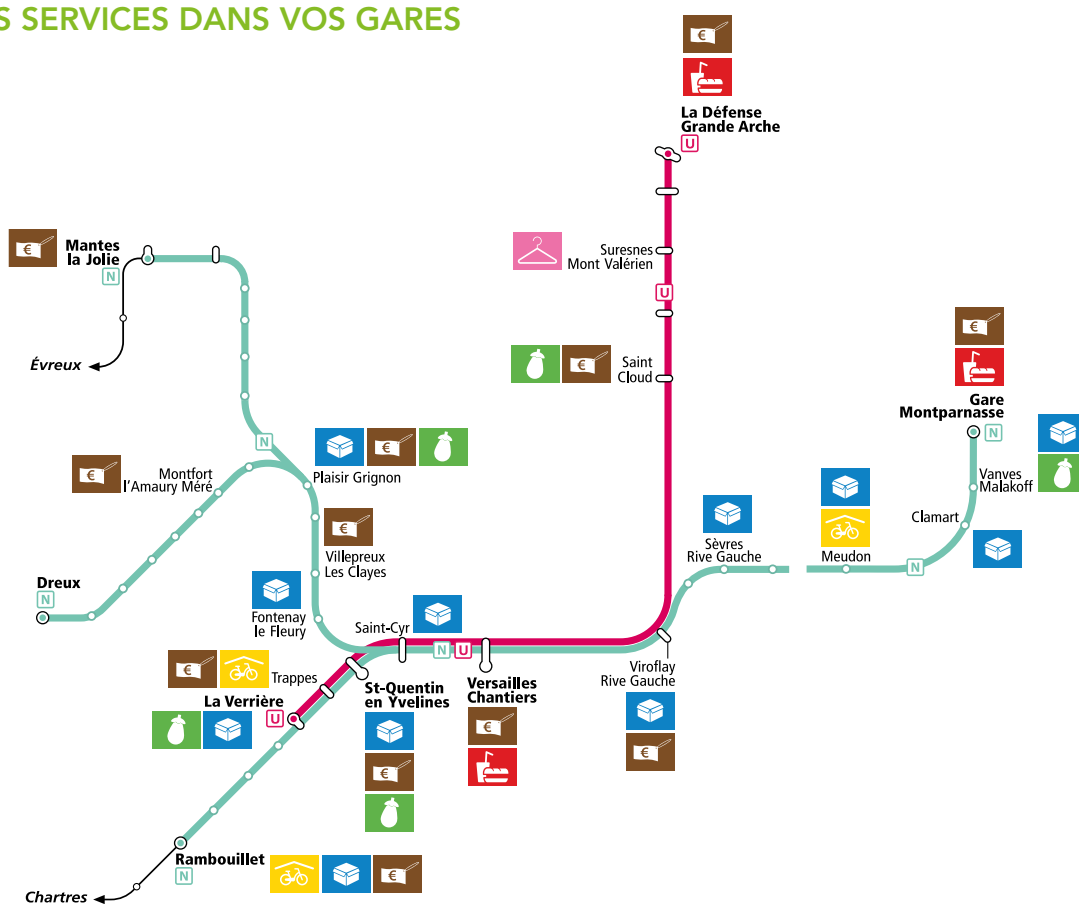 S SERVICES DANS VOS GARES
€
La Défense
Grande Arche
U
€
Mantes
la Jolie
N
Évreux
Suresnes
Mont Valérien
U
€
Saint
Cloud
€
Gare
Montparnasse
N
Vanves
Malakoff
Clamart
N
Meudon
Sèvres
Rive Gauche
N
€
Plaisir Grignon
€
Montfort
l'Amaury Méré
€
Villepreux
Les Clayes
Dreux
N
Fontenay
le Fleury
Saint-Cyr
N U
Viroflay
Rive Gauche
€
€
Trappes
La Verrière
U
St-Quentin
en Yvelines
€
Versailles
Chantiers
€
Rambouillet
N
€
Chartres